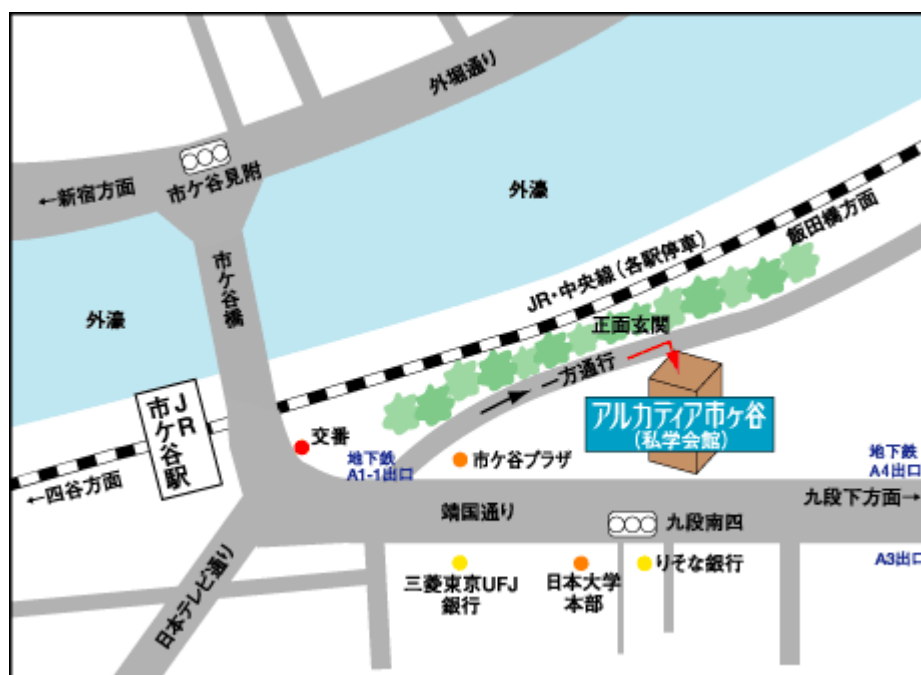 外堀通り
市ケ谷見附
←新宿方面
外濠
飯田橋方面
市ケ谷橋
JR・中央線（各駅停車）
外濠
正面玄関
一方通行
アルカディア市ヶ谷
（私学会館）
JR
市ケ谷駅
交番
地下鉄
A1-1出口
市ケ谷プラザ
地下鉄
A4出口
←四谷方面
九段下方面→
靖国通り
九段南四
日本テレビ通り
三菱東京UFJ
銀行
日本大学
本部
りそな銀行
A3出口